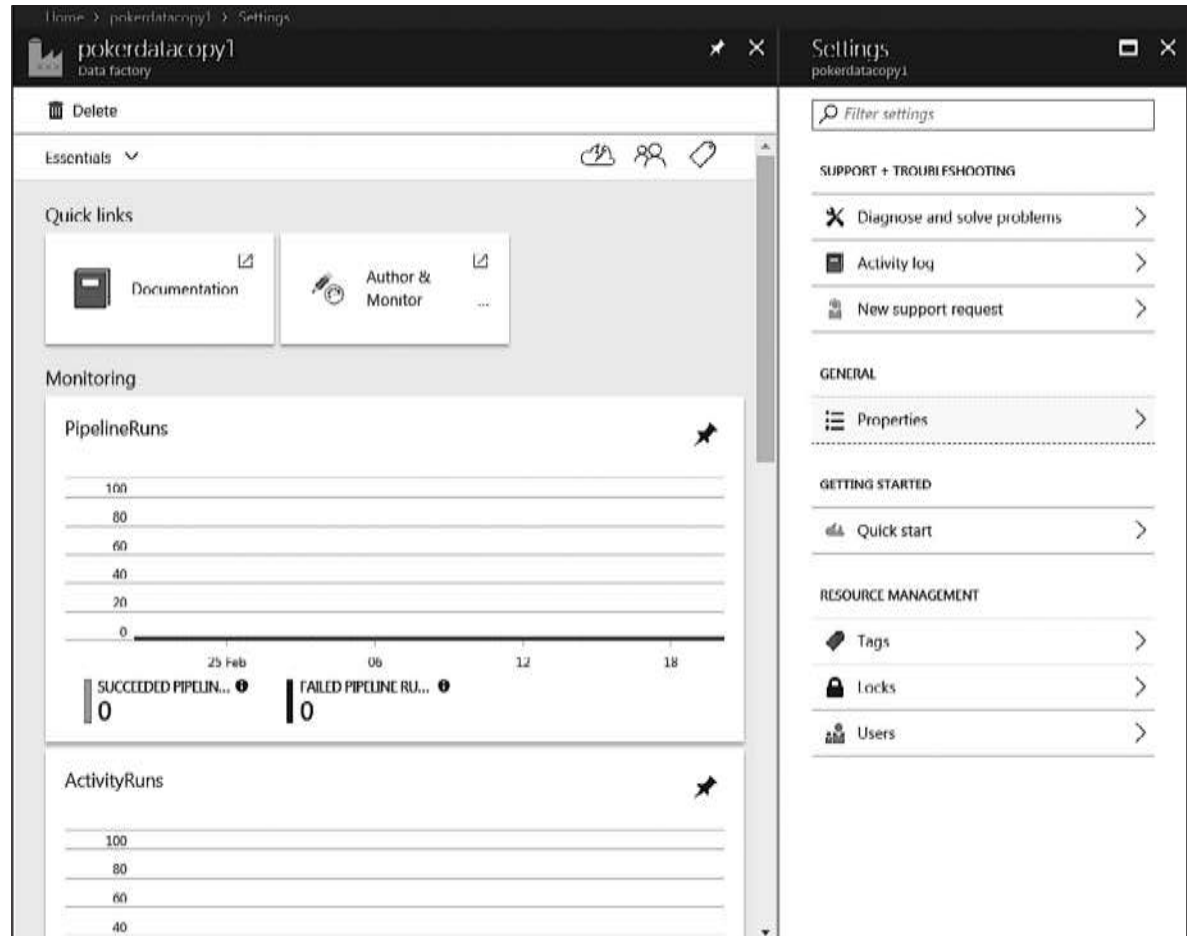 Home > pokerdatacopy1 > Settings
pokerdatacopy1
Data factory
Delete
Essentials
Quick links
Documentation
Author &
Monitor
...
Monitoring
PipelineRuns
100
80
60
40
20
0
25 Feb 06 12 18
SUCCEEDED PIPELIN... FAILED PIPELINE RU...
0 0
ActivityRuns
100
80
60
40
Settings
pokerdatacopy1
Filter settings
SUPPORT + TROUBLESHOOTING
Diagnose and solve problems
Activity log
New support request
GENERAL
Properties
GETTING STARTED
Quick start
RESOURCE MANAGEMENT
Tags
Locks
Users